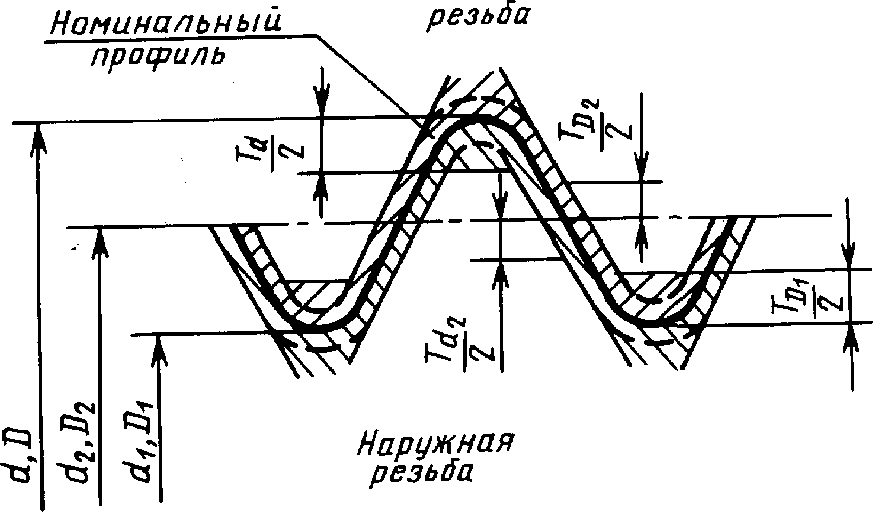 резьба
Номинальный
профиль
Td/2
TD2/2
Td2/2
TD1/2
d, D
d2, D2
d1, D1
Наружная
резьба